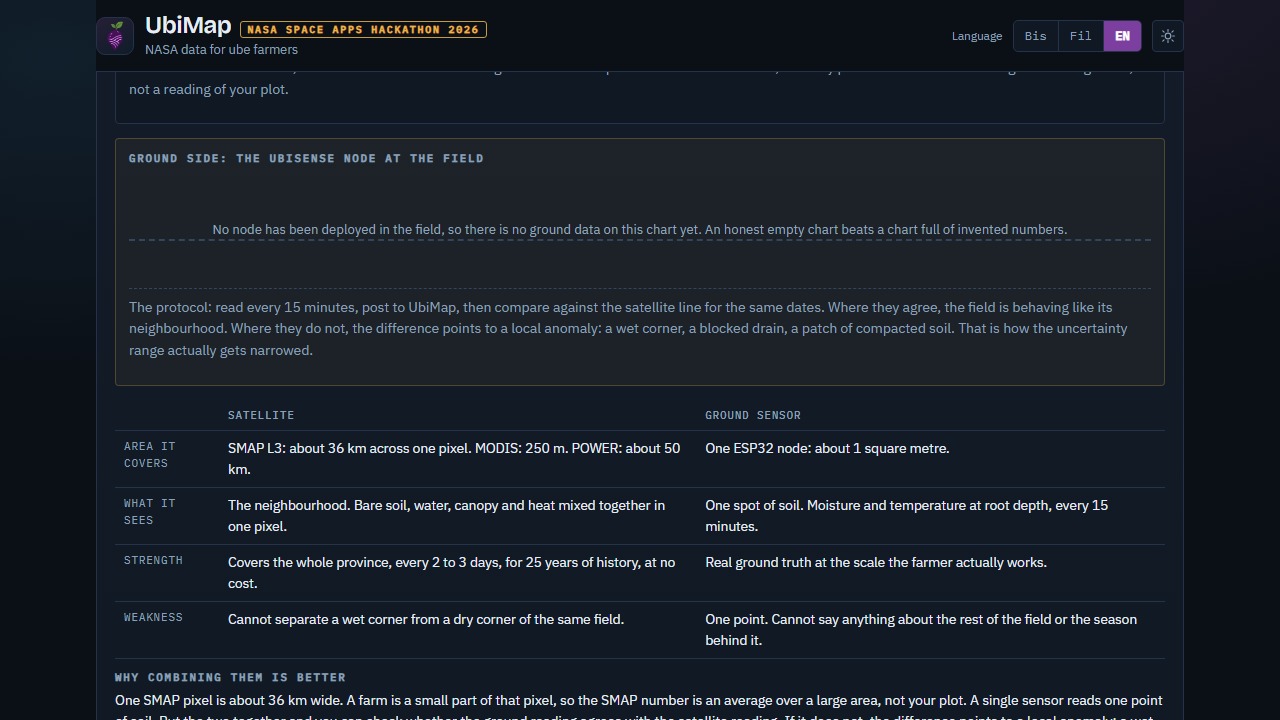 UbiMap NASA SPACE APPS HACKATHON 2026
NASA data for ube farmers
Language Bis Fil EN
not a reading of your plot.
GROUND SIDE: THE UBISENSE NODE AT THE FIELD
No node has been deployed in the field, so there is no ground data on this chart yet. An honest empty chart beats a chart full of invented numbers.
The protocol: read every 15 minutes, post to UbiMap, then compare against the satellite line for the same dates. Where they agree, the field is behaving like its
neighbourhood. Where they do not, the difference points to a local anomaly: a wet corner, a blocked drain, a patch of compacted soil. That is how the uncertainty
range actually gets narrowed.
SATELLITE GROUND SENSOR
AREA IT
COVERS
SMAP L3: about 36 km across one pixel. MODIS: 250 m. POWER: about 50
km.
One ESP32 node: about 1 square metre.
WHAT IT
SEES
The neighbourhood. Bare soil, water, canopy and heat mixed together in
one pixel.
One spot of soil. Moisture and temperature at root depth, every 15
minutes.
STRENGTH
Covers the whole province, every 2 to 3 days, for 25 years of history, at no
cost.
Real ground truth at the scale the farmer actually works.
WEAKNESS
Cannot separate a wet corner from a dry corner of the same field.
One point. Cannot say anything about the rest of the field or the season
behind it.
WHY COMBINING THEM IS BETTER
One SMAP pixel is about 36 km wide. A farm is a small part of that pixel, so the SMAP number is an average over a large area, not your plot. A single sensor reads one point